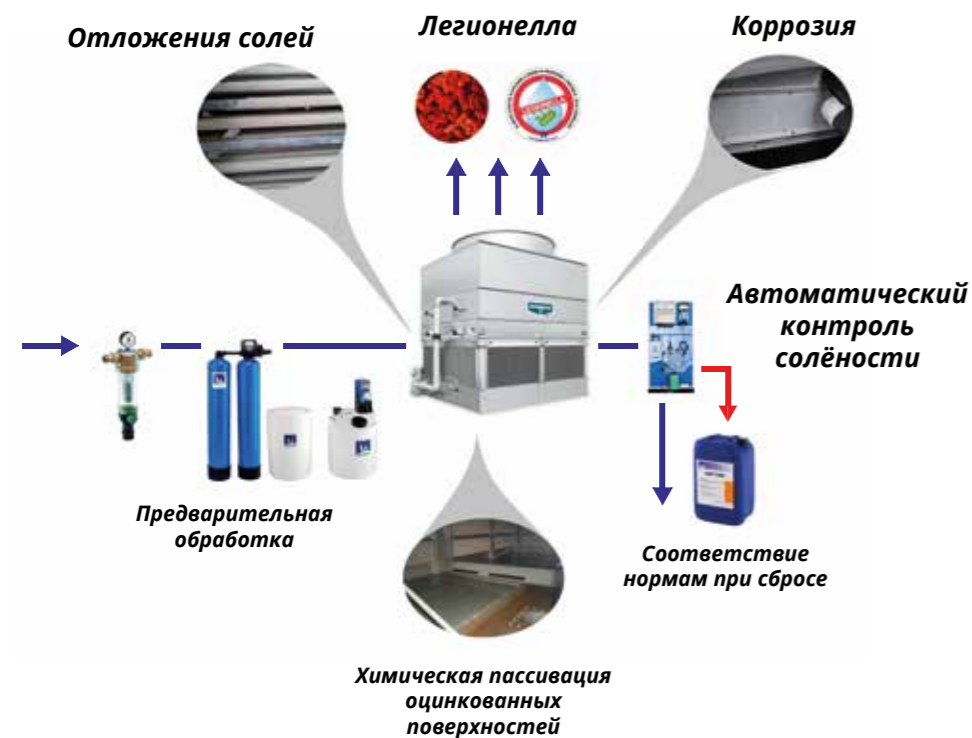 Отложения солей
Легионелла
Коррозия
Автоматический
контроль
солёности
Предварительная
обработка
Соответствие
нормам при сбросе
Химическая пассивация
оцинкованных
поверхностей